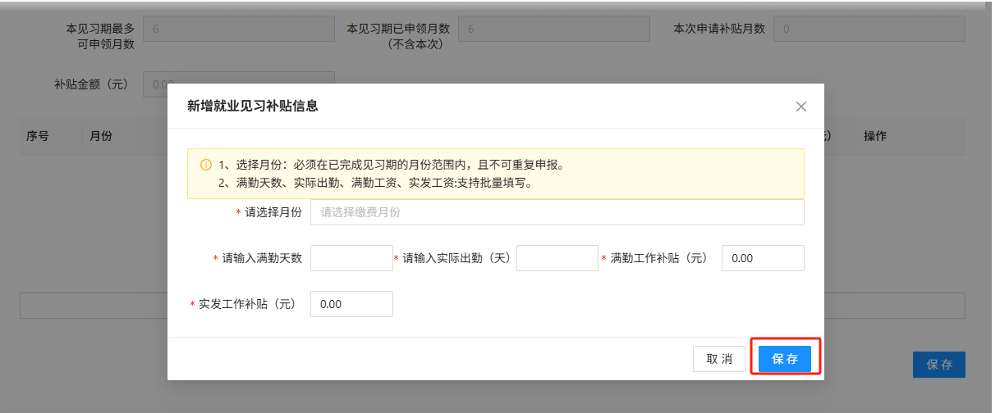 本见习期最多
可申领月数
6
本见习期已申领月数
（不含本次）
6
本次申请补贴月数
0
补贴金额（元）
0.00
新增就业见习补贴信息
序号
月份
操作
1、选择月份：必须在已完成见习期的月份范围内，且不可重复申报。
2、满勤天数、实际出勤、满勤工资、实发工资:支持批量填写。
* 请选择月份
请选择缴费月份
* 请输入满勤天数
* 请输入实际出勤（天）
* 满勤工作补贴（元）
0.00
* 实发工作补贴（元）
0.00
取 消
保 存
保 存